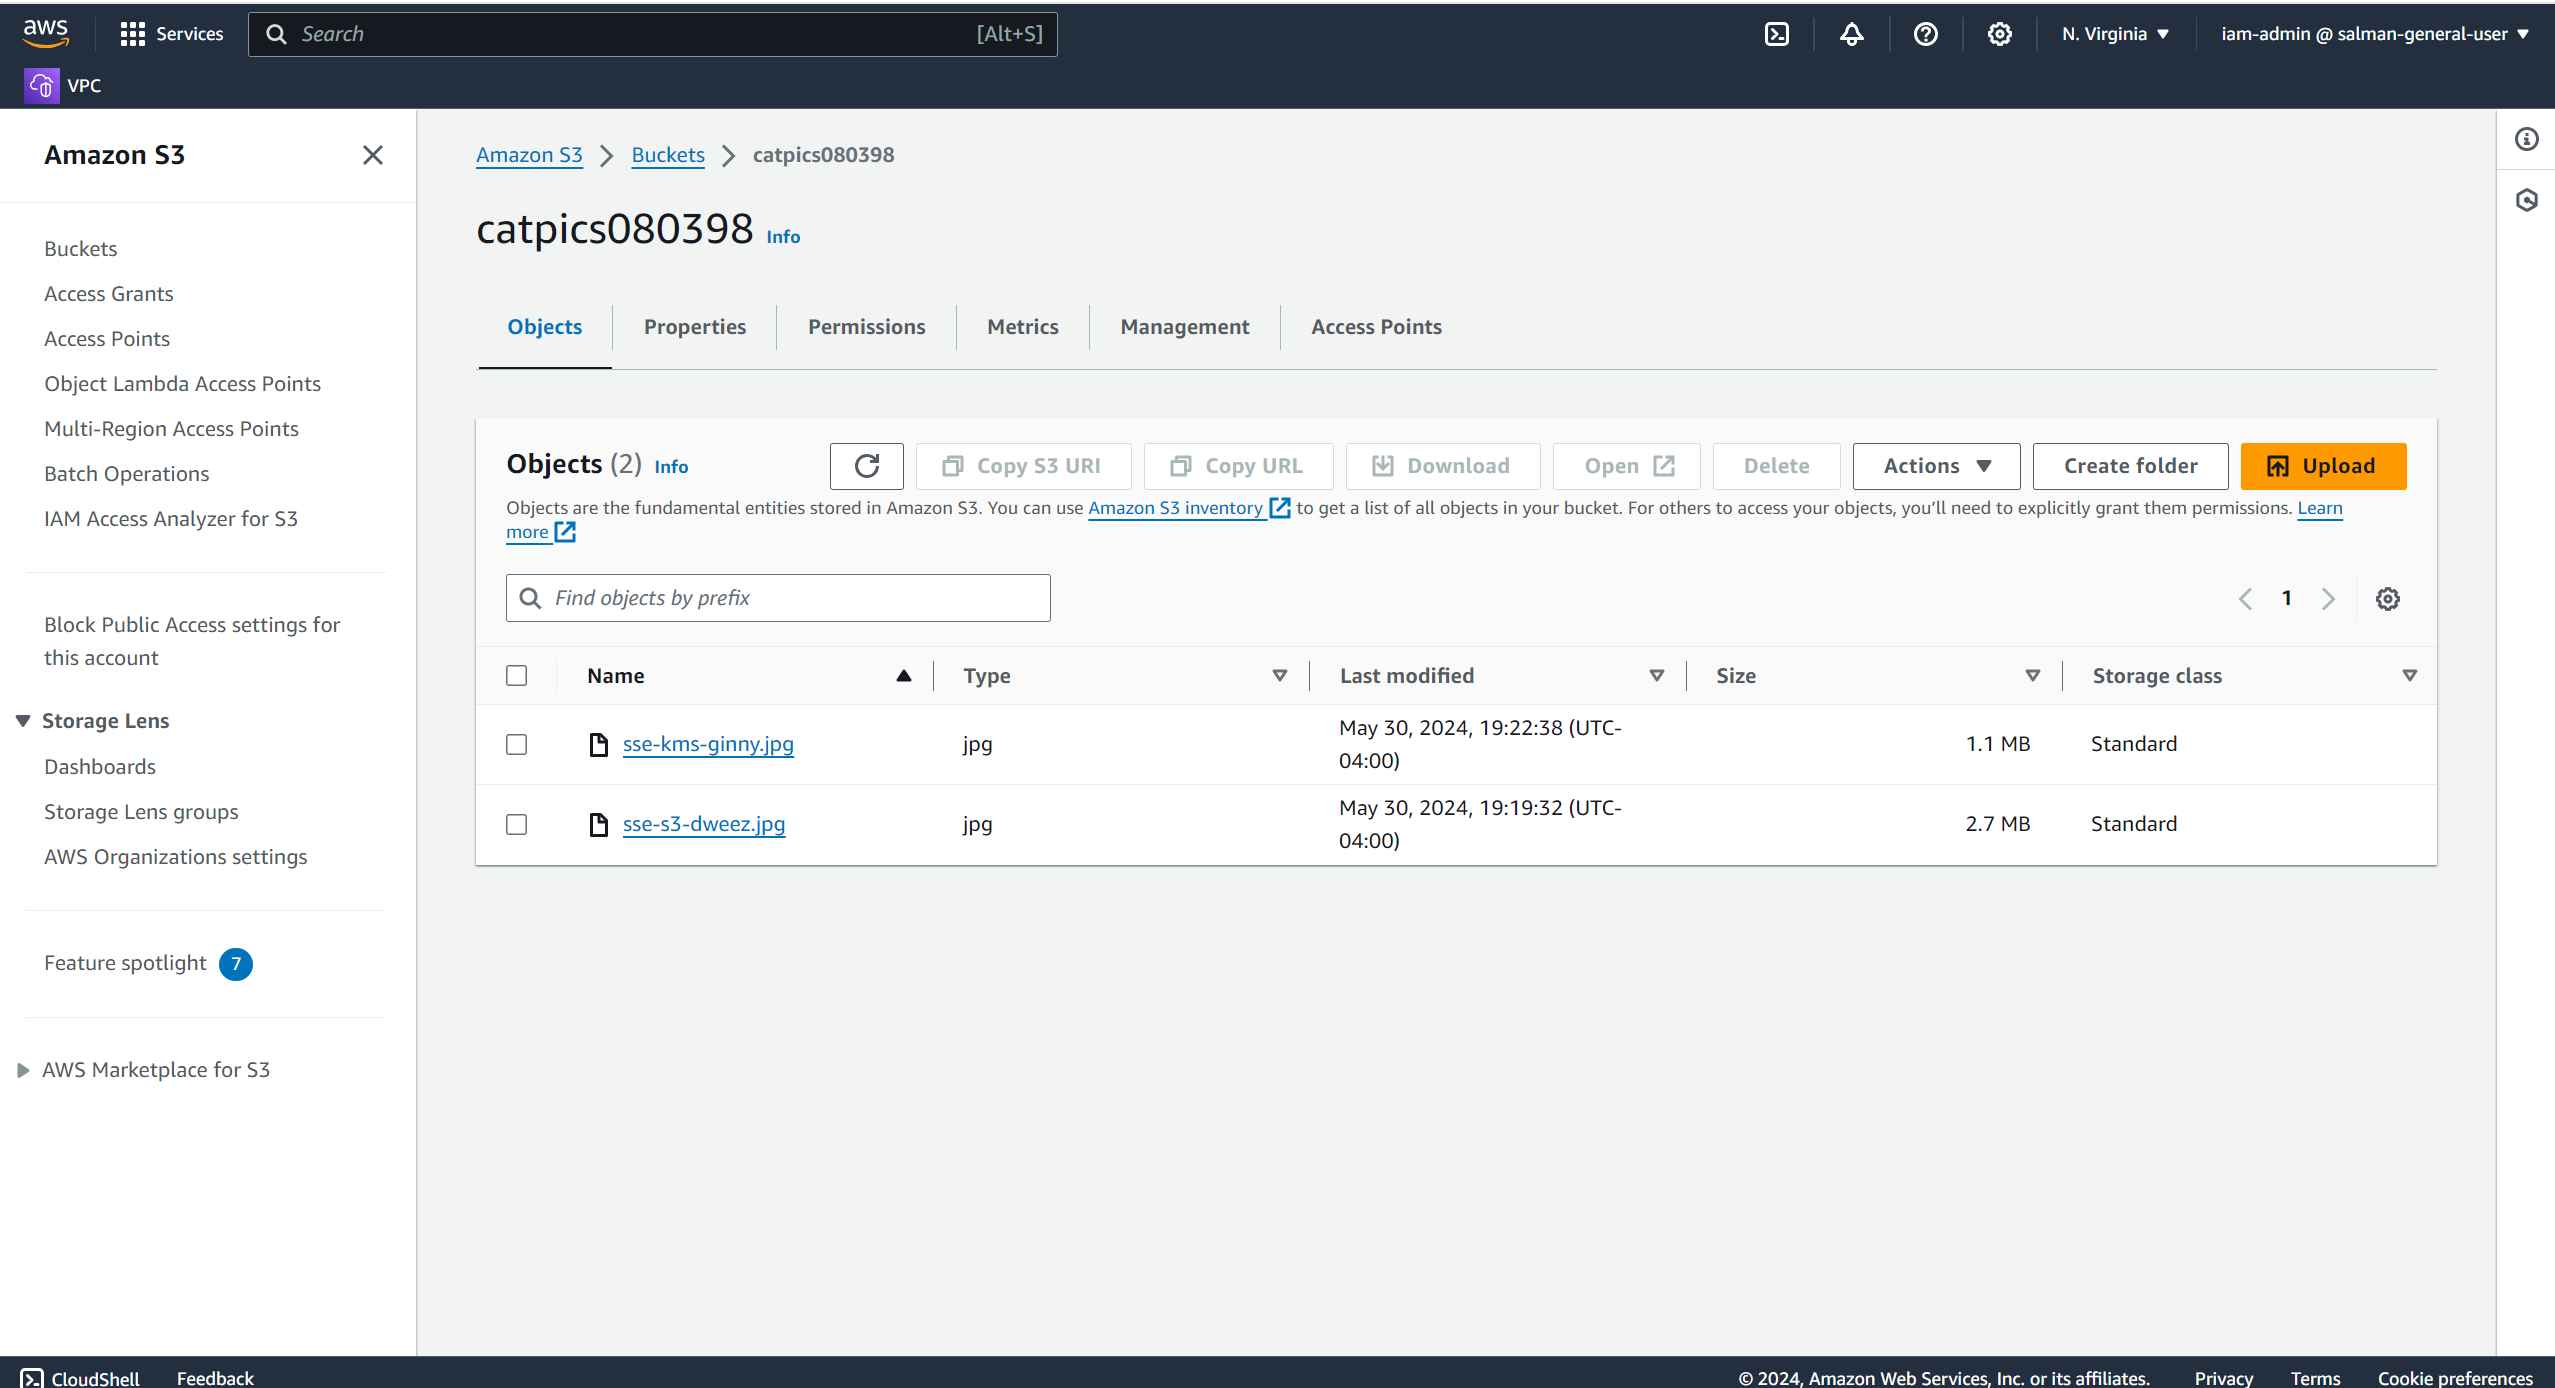 aws
Services
Search [Alt+S]
N. Virginia
iam-admin @ salman-general-user
VPC
Amazon S3
Buckets
Access Grants
Access Points
Object Lambda Access Points
Multi-Region Access Points
Batch Operations
IAM Access Analyzer for S3
Block Public Access settings for
this account
Storage Lens
Dashboards
Storage Lens groups
AWS Organizations settings
Feature spotlight 7
AWS Marketplace for S3
Amazon S3 Buckets catpics080398
catpics080398 Info
Objects Properties Permissions Metrics Management Access Points
Objects (2) Info Copy S3 URI Copy URL Download Open Delete Actions Create folder Upload
Objects are the fundamental entities stored in Amazon S3. You can use Amazon S3 inventory to get a list of all objects in your bucket. For others to access your objects, you'll need to explicitly grant them permissions. Learn
more
Find objects by prefix 1
Name Type Last modified Size Storage class
sse-kms-ginny.jpg jpg May 30, 2024, 19:22:38 (UTC-
04:00) 1.1 MB Standard
sse-s3-dweez.jpg jpg May 30, 2024, 19:19:32 (UTC-
04:00) 2.7 MB Standard
CloudShell Feedback © 2024, Amazon Web Services, Inc. or its affiliates. Privacy Terms Cookie preferences